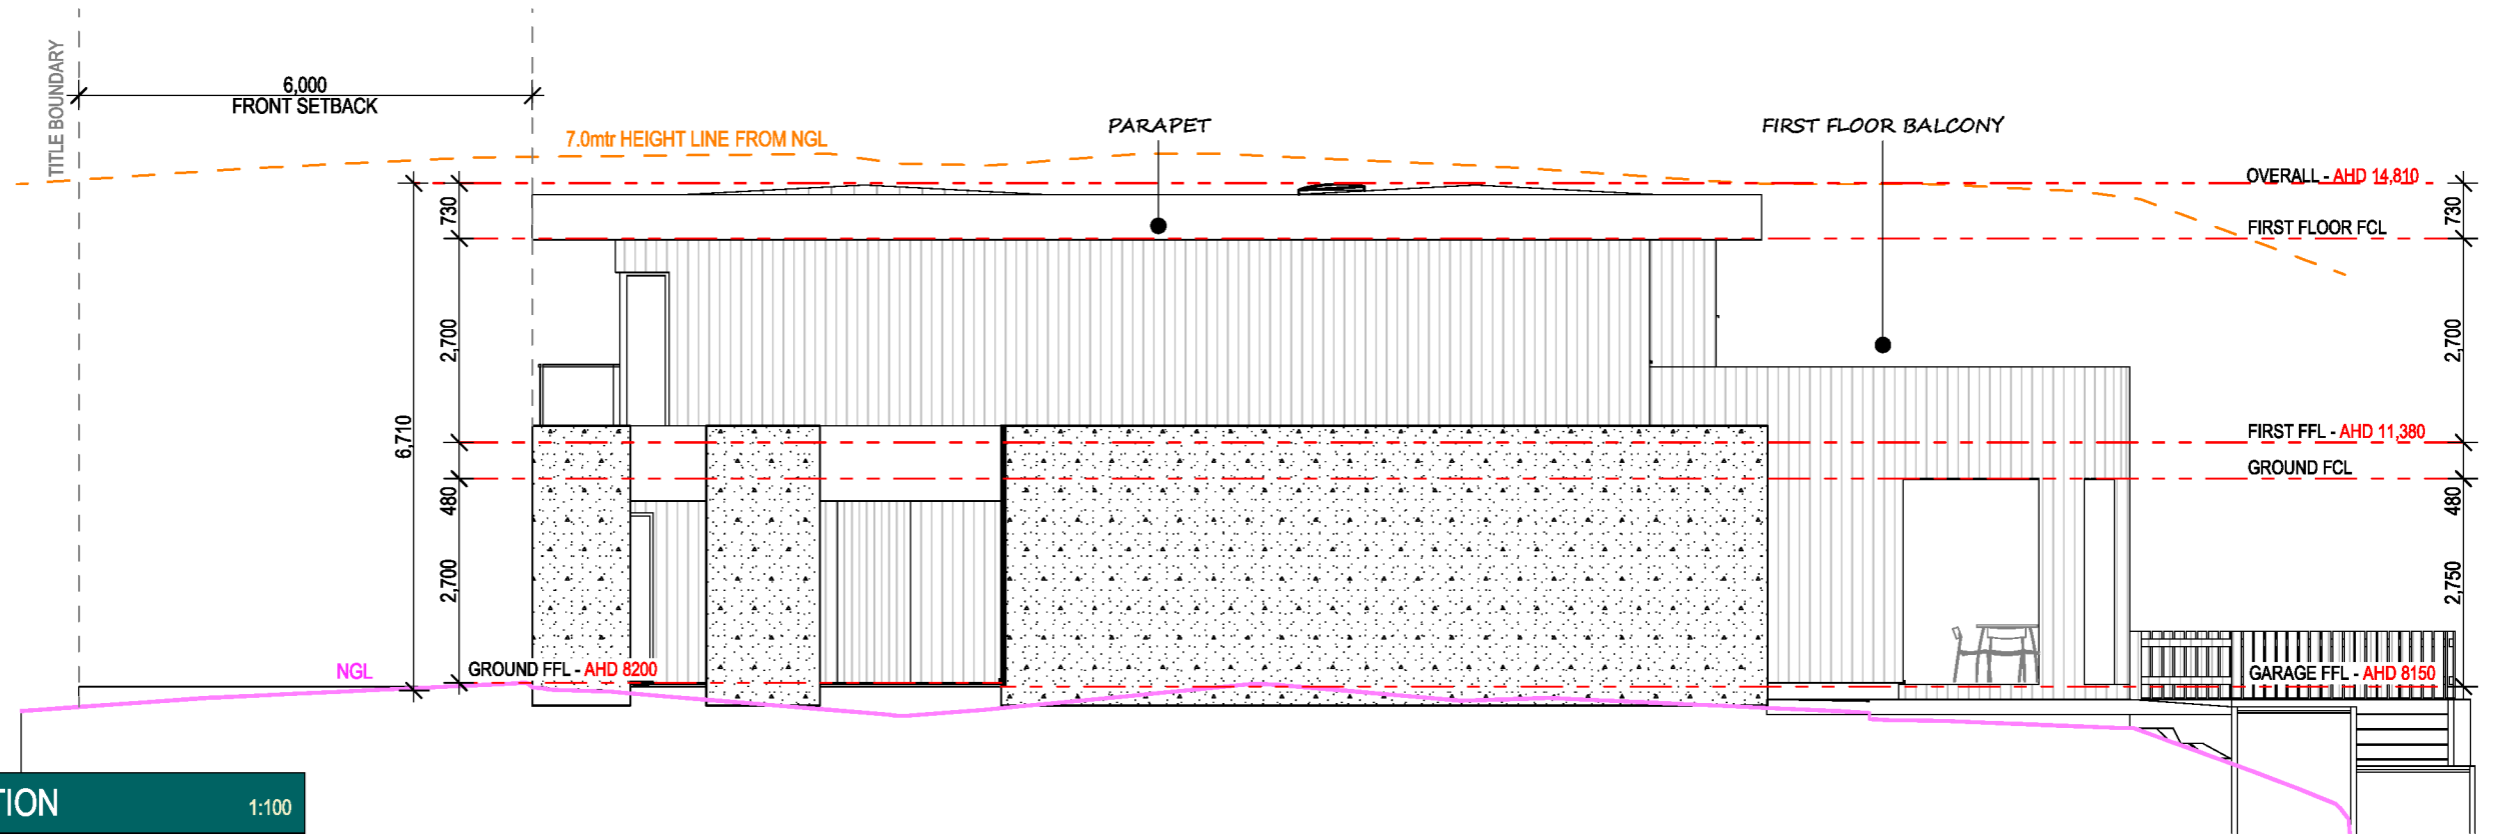 TITLE BOUNDARY
6,000
FRONT SETBACK
7.0mtr HEIGHT LINE FROM NGL
PARAPET
FIRST FLOOR BALCONY
OVERALL - AHD 14,810
FIRST FLOOR FCL
FIRST FFL - AHD 11,380
GROUND FCL
GARAGE FFL - AHD 8150
730
2,700
480
2,750
730
2,700
480
2,700
6,710
NGL
GROUND FFL - AHD 8200
TION
1:100